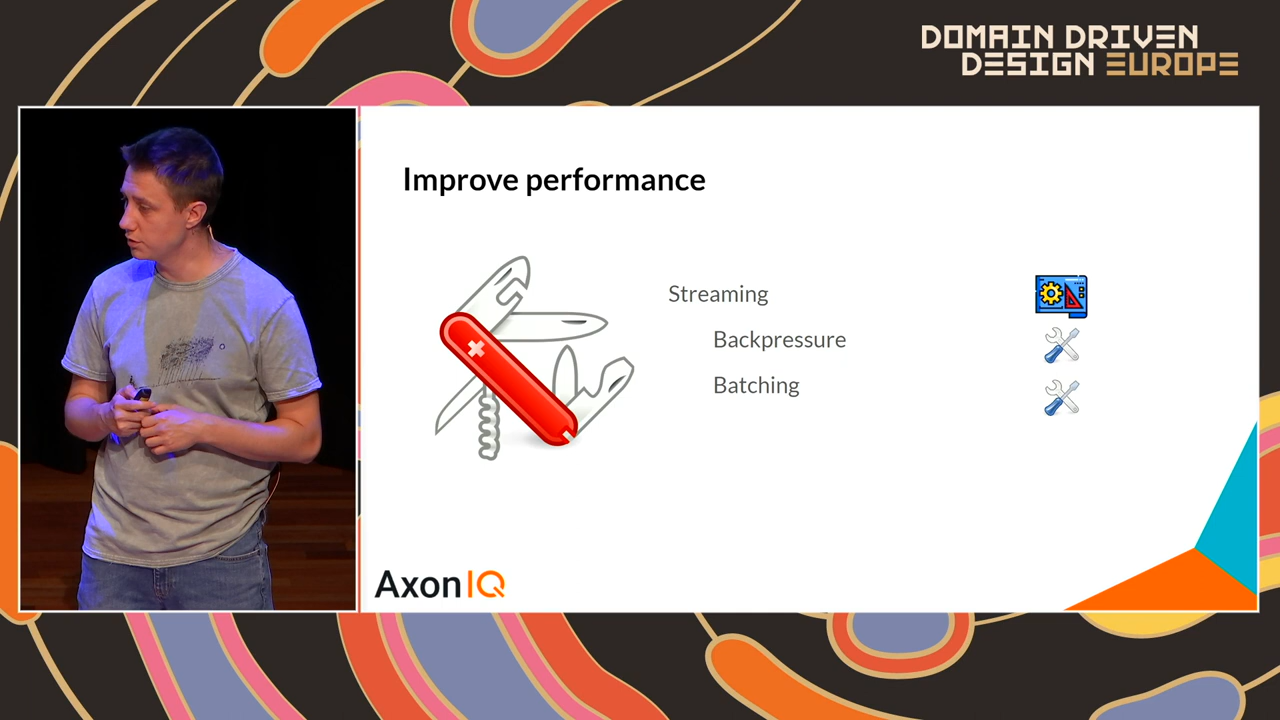 DOMAIN DRIVEN
DESIGN EUROPE
Improve performance
Streaming
Backpressure
Batching
AxonIQ